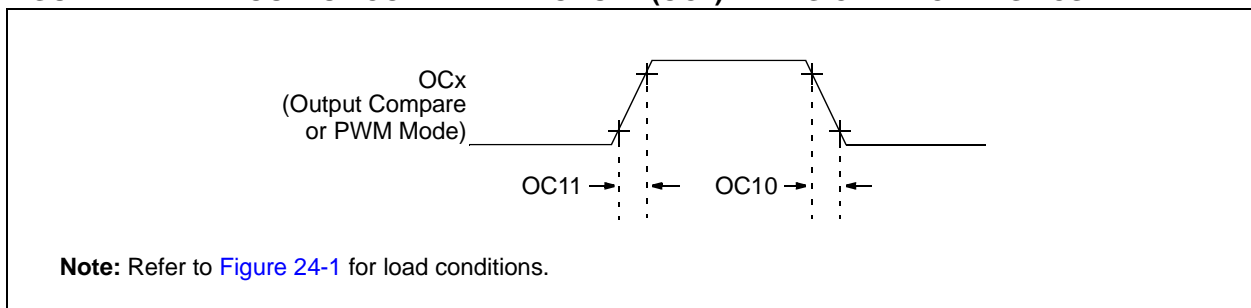 OCx
(Output Compare
or PWM Mode)
OC11
OC10
Note: Refer to Figure 24-1 for load conditions.